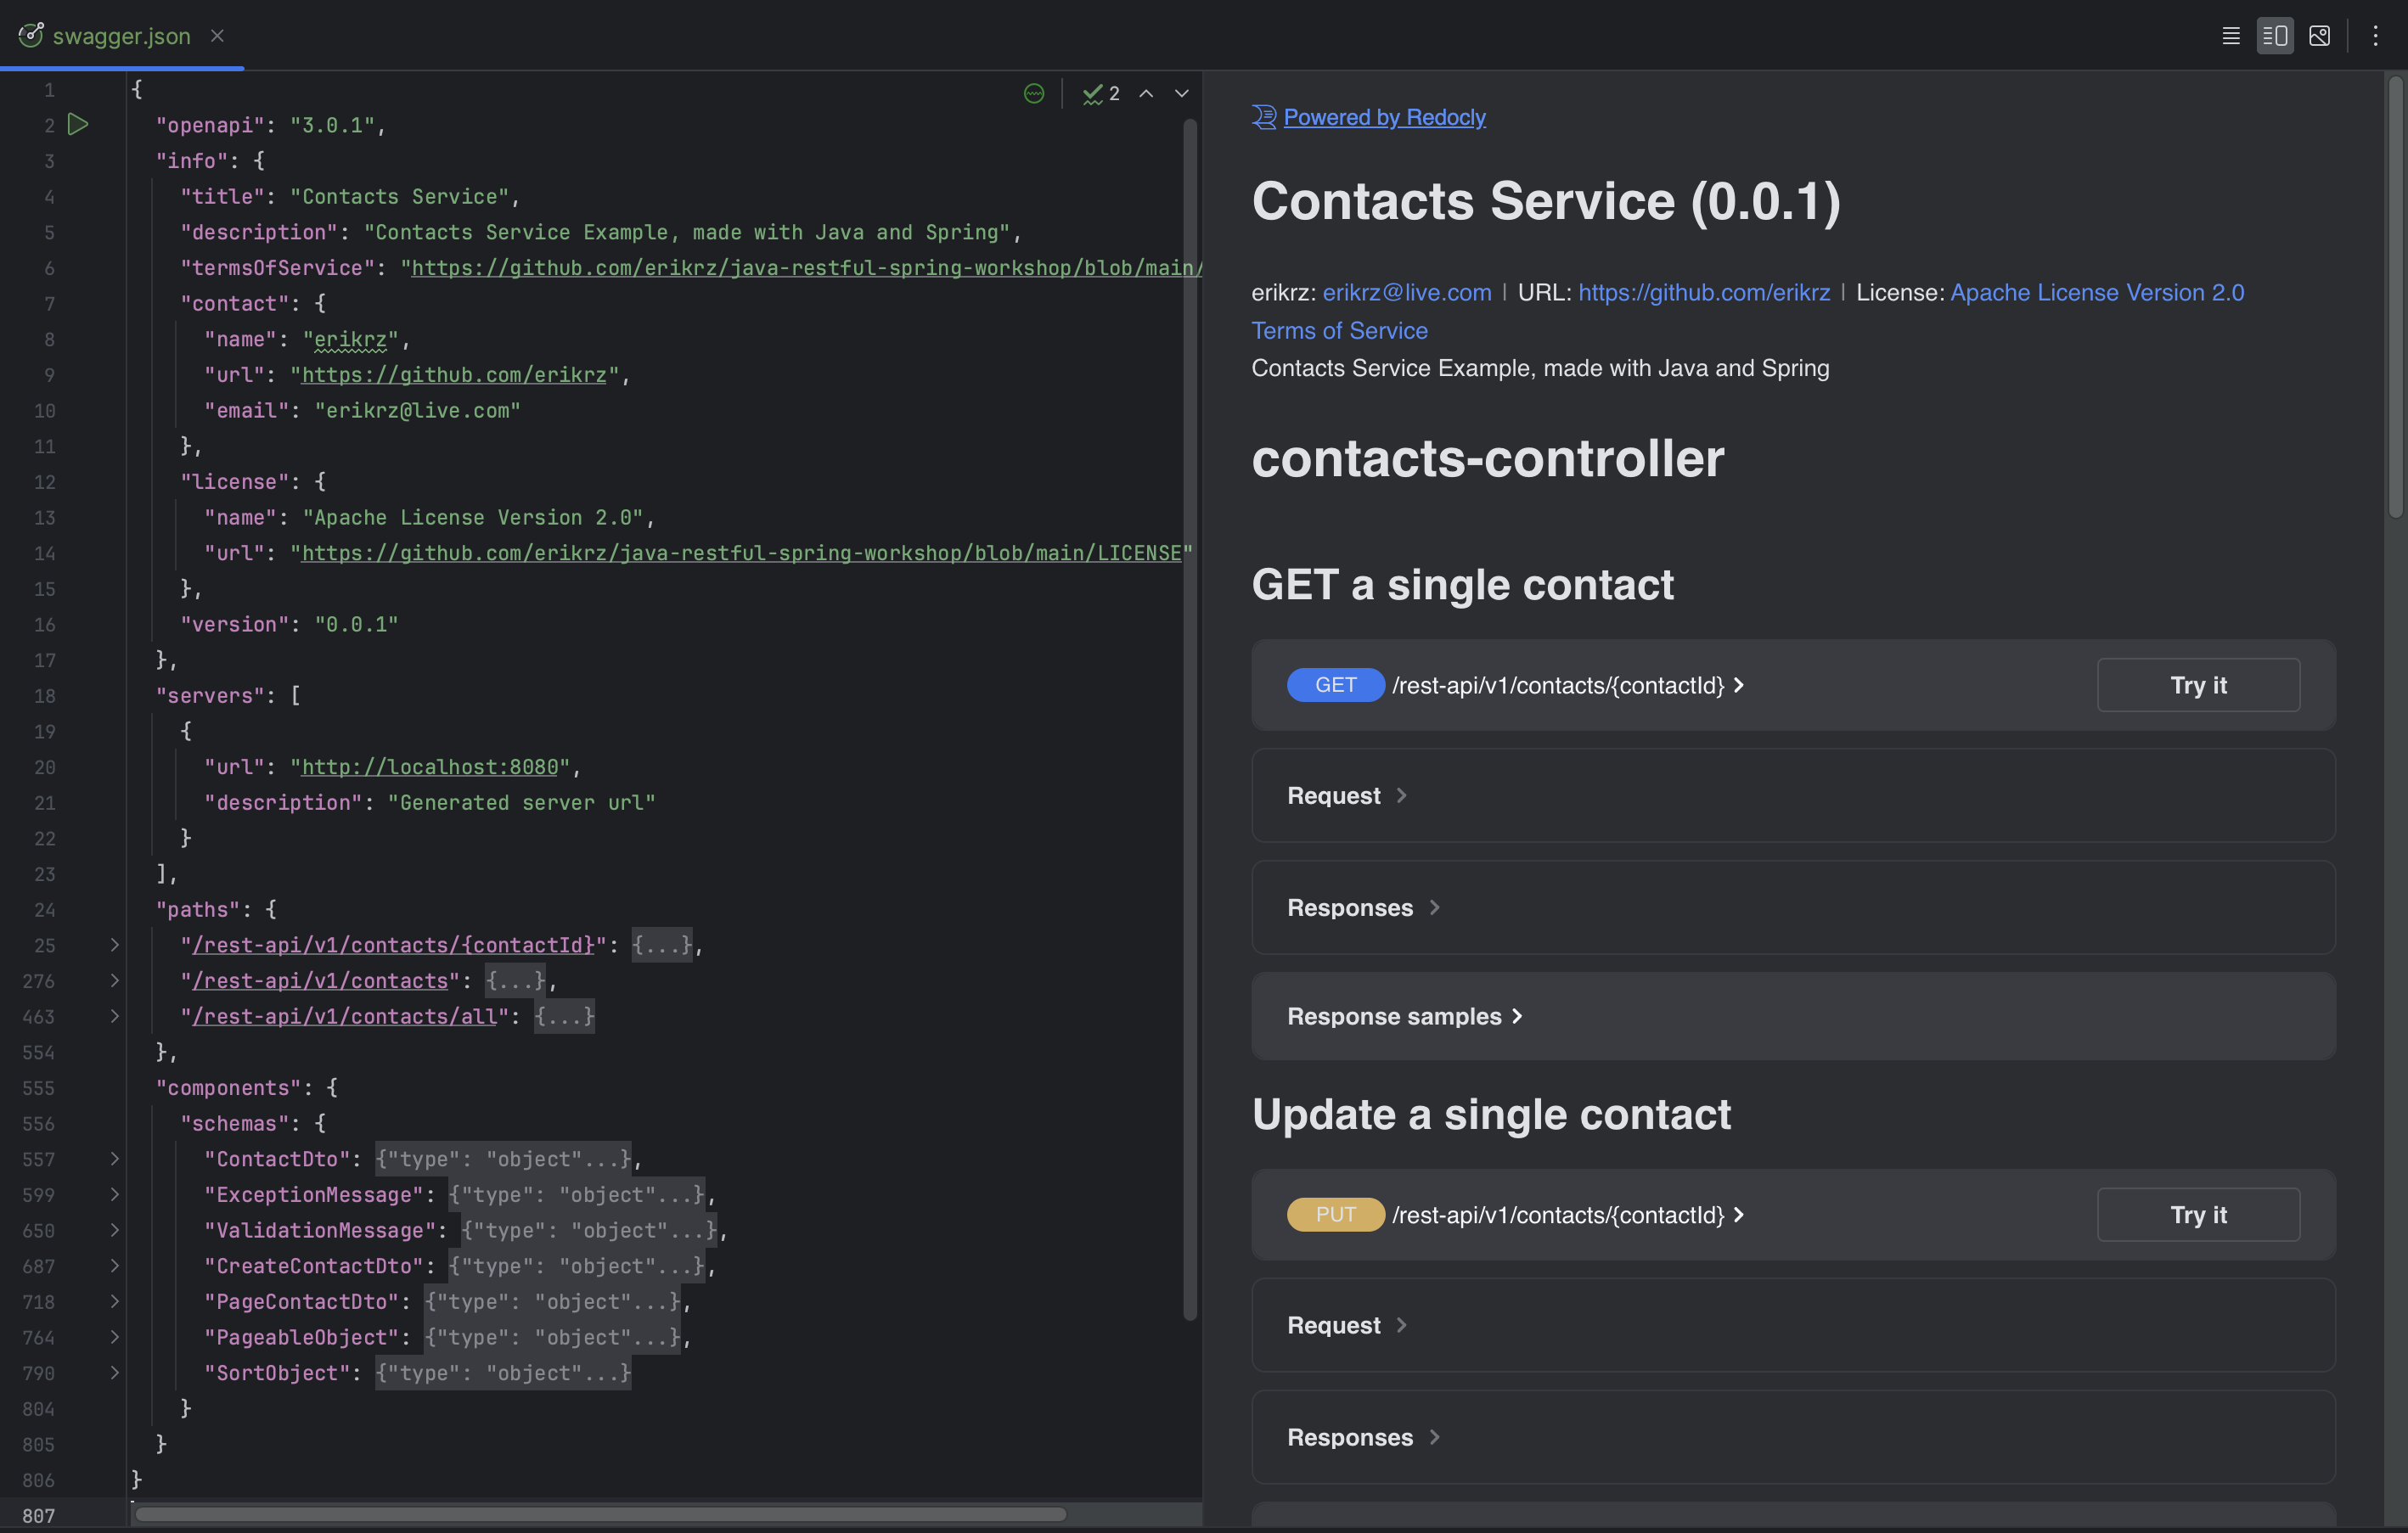 swagger.json
2
1 {
2 "openapi": "3.0.1",
3 "info": {
4 "title": "Contacts Service",
5 "description": "Contacts Service Example, made with Java and Spring",
6 "termsOfService": "https://github.com/erikrz/java-restful-spring-workshop/blob/main/
7 "contact": {
8 "name": "erikrz",
9 "url": "https://github.com/erikrz",
10 "email": "erikrz@live.com"
11 },
12 "license": {
13 "name": "Apache License Version 2.0",
14 "url": "https://github.com/erikrz/java-restful-spring-workshop/blob/main/LICENSE"
15 },
16 "version": "0.0.1"
17 },
18 "servers": [
19 {
20 "url": "http://localhost:8080",
21 "description": "Generated server url"
22 }
23 ],
24 "paths": {
25 "/rest-api/v1/contacts/{contactId}": {...},
276 "/rest-api/v1/contacts": {...},
463 "/rest-api/v1/contacts/all": {...}
554 },
555 "components": {
556 "schemas": {
557 "ContactDto": {"type": "object"...},
599 "ExceptionMessage": {"type": "object"...},
650 "ValidationMessage": {"type": "object"...},
687 "CreateContactDto": {"type": "object"...},
718 "PageContactDto": {"type": "object"...},
764 "PageableObject": {"type": "object"...},
790 "SortObject": {"type": "object"...}
804 }
805 }
806 }
807
Powered by Redocly
Contacts Service (0.0.1)
erikrz: erikrz@live.com | URL: https://github.com/erikrz | License: Apache License Version 2.0
Terms of Service
Contacts Service Example, made with Java and Spring
contacts-controller
GET a single contact
GET /rest-api/v1/contacts/{contactId} Try it
Request
Responses
Response samples
Update a single contact
PUT /rest-api/v1/contacts/{contactId} Try it
Request
Responses